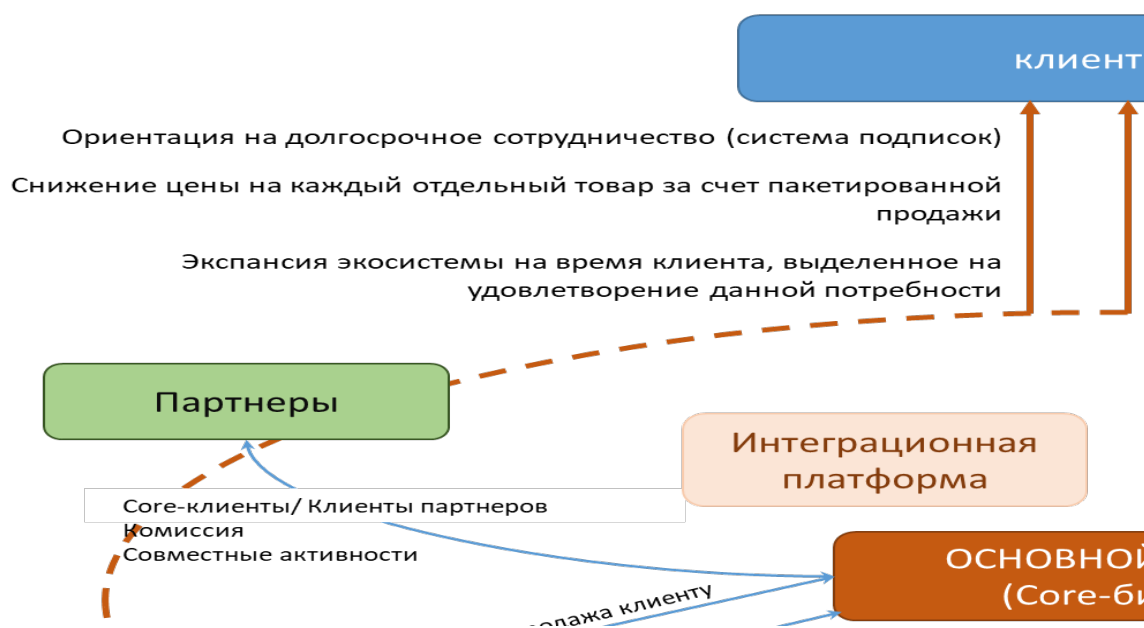 клиент
Ориентация на долгосрочное сотрудничество (система подписок)
Снижение цены на каждый отдельный товар за счет пакетированной
продажи
Экспансия экосистемы на время клиента, выделенное на
удовлетворение данной потребности
Партнеры
Интеграционная
платформа
Core-клиенты/ Клиенты партнеров
Комиссия
Совместные активности
ОСНОВНОЙ
(Core-би
клиенту